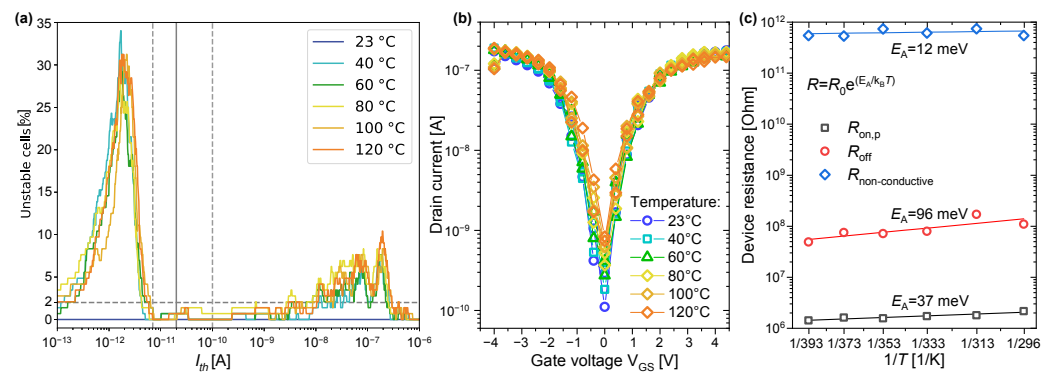 (a)
Unstable cells[%]
35
30
25
20
15
10
5
2
0
23 °C
40 °C
60 °C
80 °C
100 °C
120 °C
10⁻¹³ 10⁻¹² 10⁻¹¹ 10⁻¹⁰ 10⁻⁹ 10⁻⁸ 10⁻⁷ 10⁻⁶
I_th [A]
(b)
Drain current [A]
10⁻⁷
10⁻⁸
10⁻⁹
10⁻¹⁰
Temperature:
23°C
40°C
60°C
80°C
100°C
120°C
−4 −3 −2 −1 0 1 2 3 4
Gate voltage V_GS [V]
(c)
Device resistance [Ohm]
10¹²
10¹¹
10¹⁰
10⁹
10⁸
10⁷
10⁶
E_A=12 meV
R=R₀e^(E_A/k_BT)
R_on,p
R_off
R_non-conductive
E_A=96 meV
E_A=37 meV
1/393 1/373 1/353 1/333 1/313 1/296
1/T [1/K]